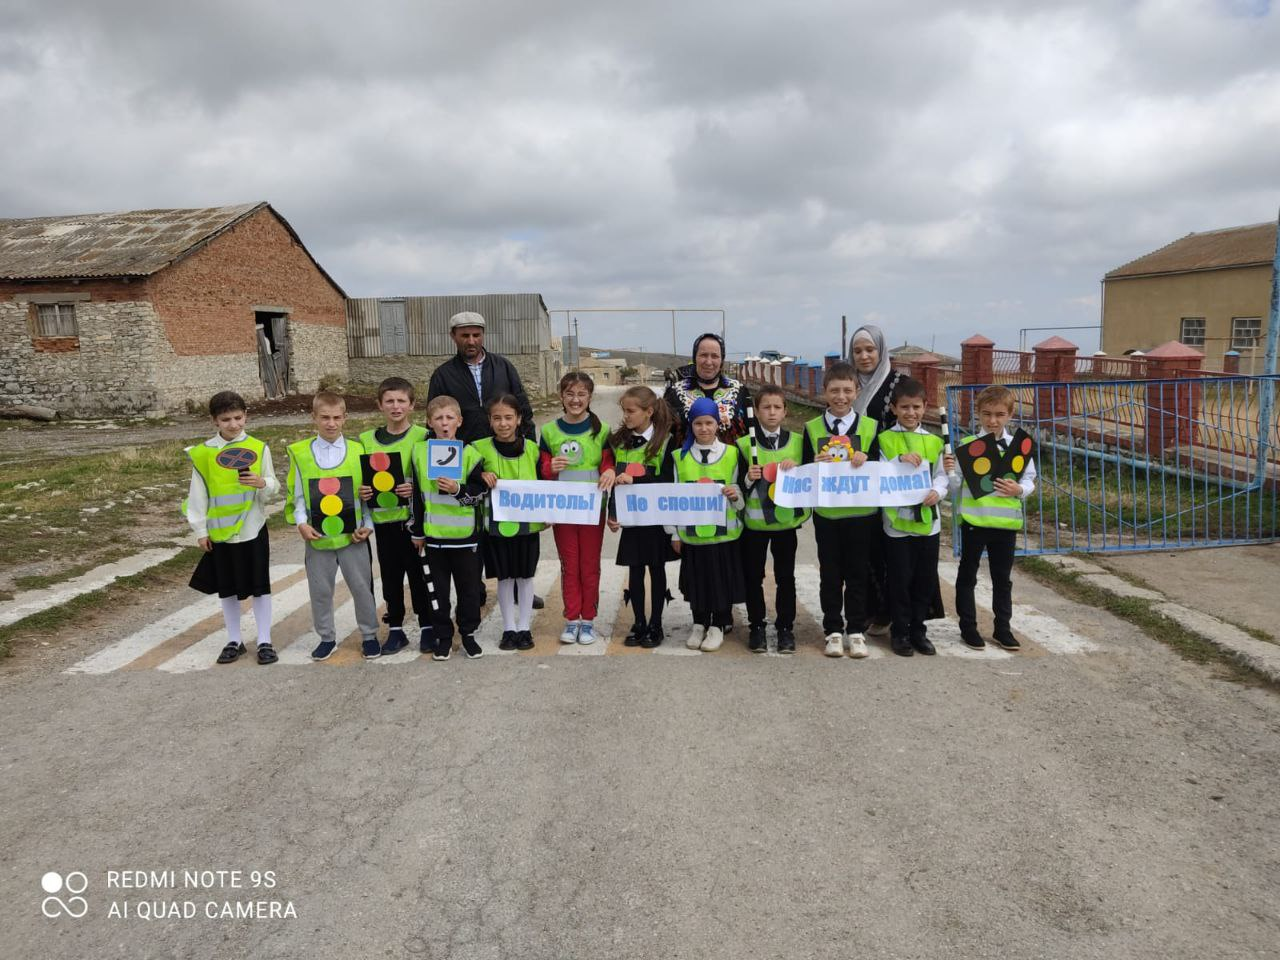 Водитель!
Не спеши!
Нас ждут дома!
REDMI NOTE 9S
AI QUAD CAMERA